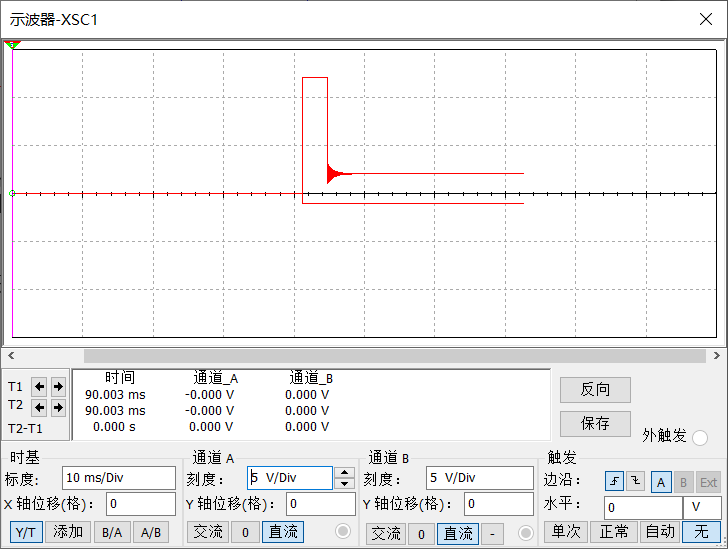 示波器-XSC1
时间 通道_A 通道_B
T1 90.003 ms -0.000 V 0.000 V
T2 90.003 ms -0.000 V 0.000 V
T2-T1 0.000 s 0.000 V 0.000 V
反向
保存
外触发
时基 通道 A 通道 B 触发
标度: 10 ms/Div 刻度: 5 V/Div 刻度: 5 V/Div 边沿: A B Ext
X 轴位移(格): 0 Y 轴位移(格): 0 Y 轴位移(格): 0 水平: 0 V
Y/T 添加 B/A A/B 交流 0 直流 交流 0 直流 - 单次 正常 自动 无